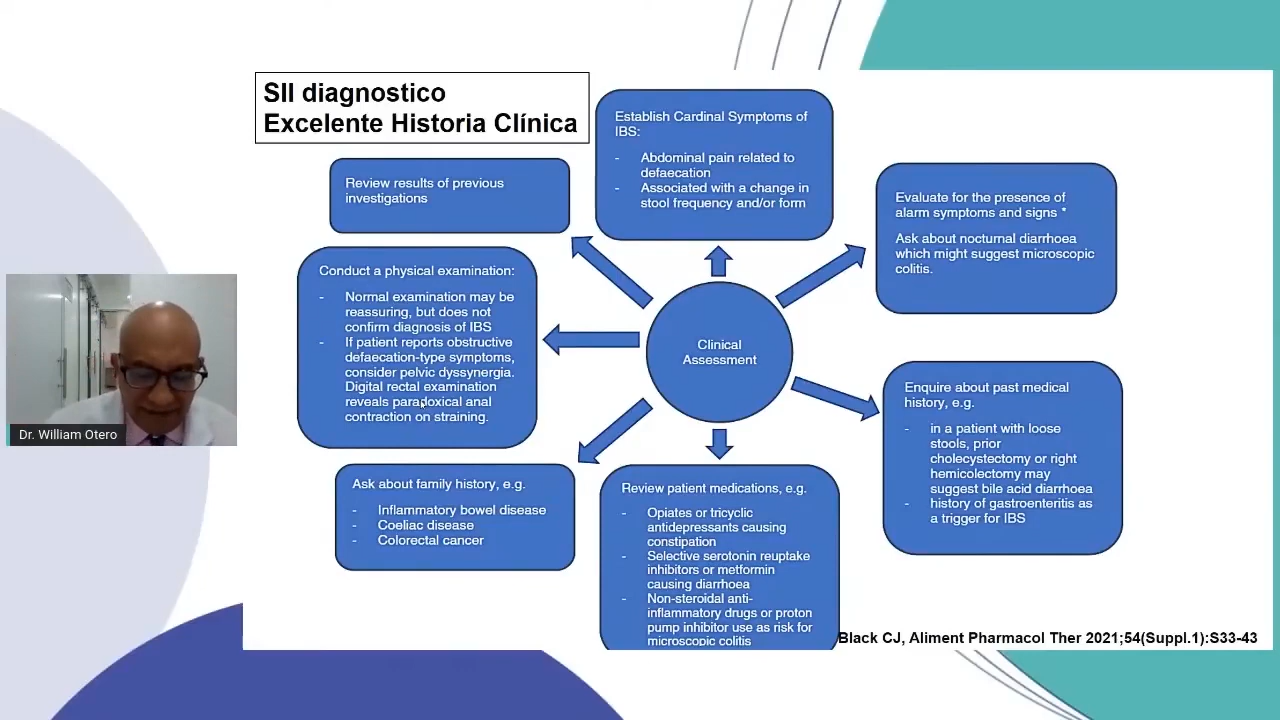 SII diagnostico
Excelente Historia Clínica
Establish Cardinal Symptoms of
IBS:
- Abdominal pain related to
defaecation
- Associated with a change in
stool frequency and/or form
Review results of previous
investigations
Evaluate for the presence of
alarm symptoms and signs *
Ask about nocturnal diarrhoea
which might suggest microscopic
colitis.
Conduct a physical examination:
- Normal examination may be
reassuring, but does not
confirm diagnosis of IBS
- If patient reports obstructive
defaecation-type symptoms,
consider pelvic dyssynergia.
Digital rectal examination
reveals paradoxical anal
contraction on straining.
Clinical
Assessment
Enquire about past medical
history, e.g.
- in a patient with loose
stools, prior
cholecystectomy or right
hemicolectomy may
suggest bile acid diarrhoea
- history of gastroenteritis as
a trigger for IBS
Ask about family history, e.g.
- Inflammatory bowel disease
- Coeliac disease
- Colorectal cancer
Review patient medications, e.g.
- Opiates or tricyclic
antidepressants causing
constipation
- Selective serotonin reuptake
inhibitors or metformin
causing diarrhoea
- Non-steroidal anti-
inflammatory drugs or proton
pump inhibitor use as risk for
microscopic colitis
Black CJ, Aliment Pharmacol Ther 2021;54(Suppl.1):S33-43
Dr. William Otero